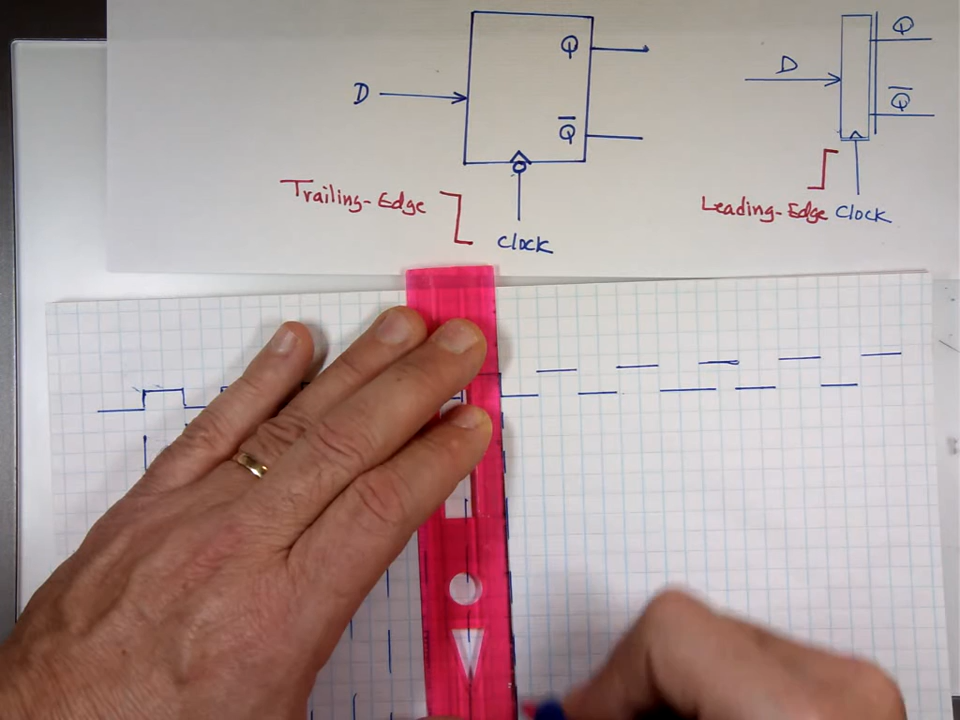 Q
D
Q̅
Trailing-Edge
Clock
Q
D
Q̅
Leading-Edge Clock